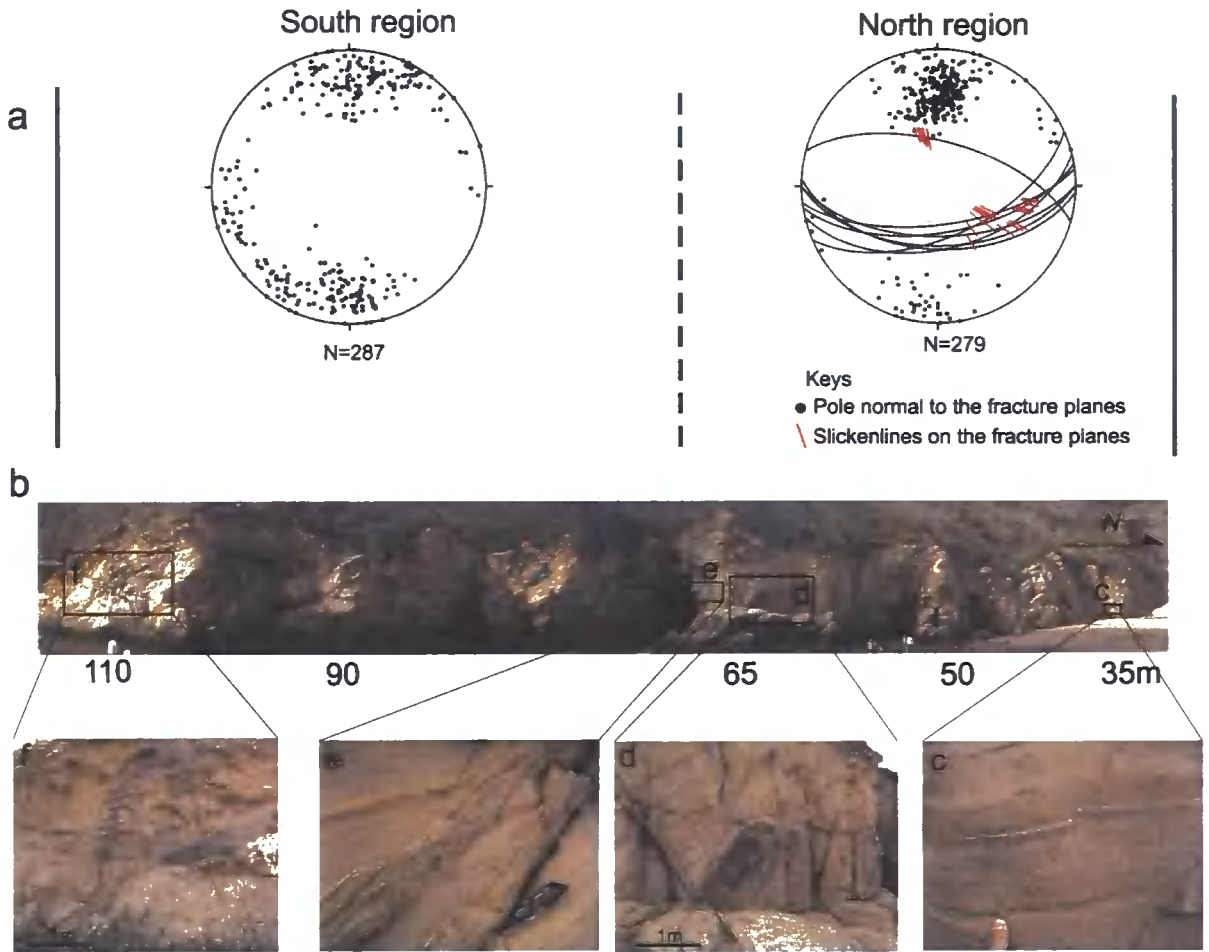 South region
North region
a
N=287
N=279
Keys
Pole normal to the fracture planes
Slickenlines on the fracture planes
b
N
f
e
d
c
110
90
65
50
35m
f
e
d
c
1m